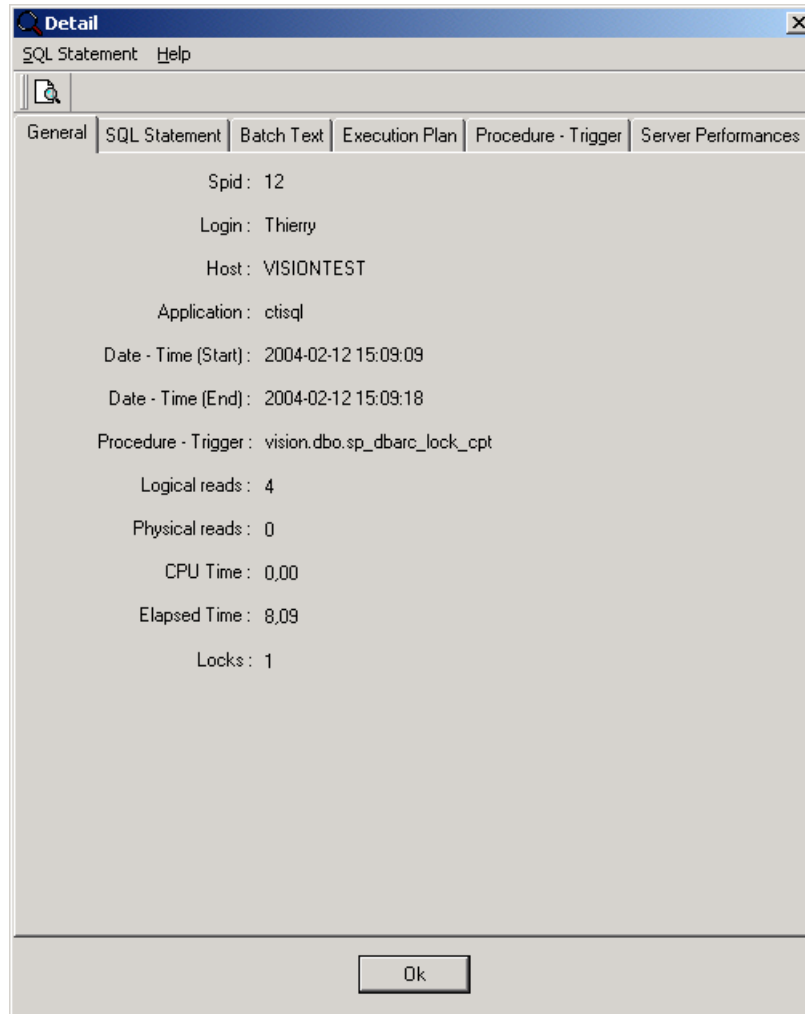 Detail
SQL Statement Help
General SQL Statement Batch Text Execution Plan Procedure - Trigger Server Performances
Spid : 12
Login : Thierry
Host : VISIONTEST
Application : ctisql
Date - Time (Start) : 2004-02-12 15:09:09
Date - Time (End) : 2004-02-12 15:09:18
Procedure - Trigger : vision.dbo.sp_dbarc_lock_cpt
Logical reads : 4
Physical reads : 0
CPU Time : 0,00
Elapsed Time : 8,09
Locks : 1
Ok